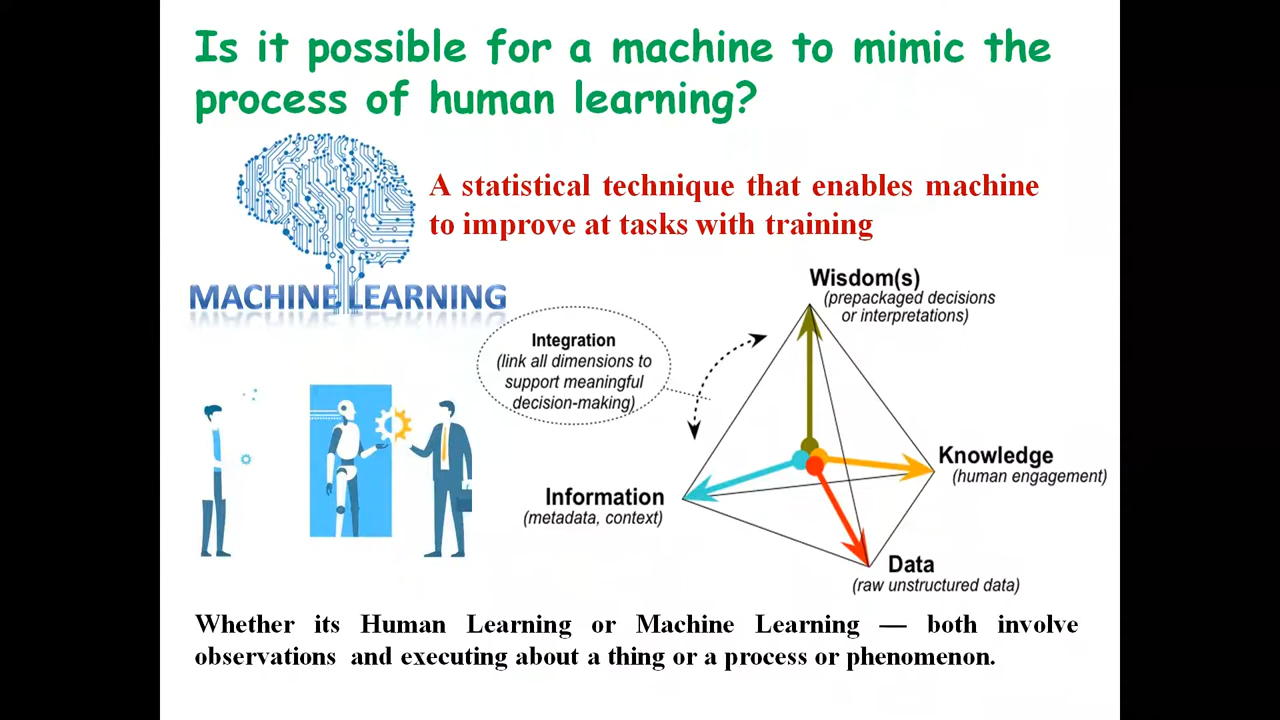 Is it possible for a machine to mimic the
process of human learning?
A statistical technique that enables machine
to improve at tasks with training
MACHINE LEARNING
Wisdom(s)
(prepackaged decisions
or interpretations)
Integration
(link all dimensions to
support meaningful
decision-making)
Knowledge
(human engagement)
Information
(metadata, context)
Data
(raw unstructured data)
Whether its Human Learning or Machine Learning — both involve
observations and executing about a thing or a process or phenomenon.